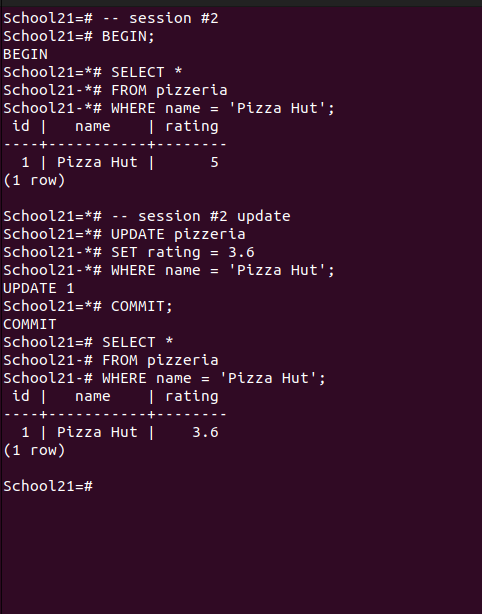 School21=# -- session #2
School21=# BEGIN;
BEGIN
School21=*# SELECT *
School21-*# FROM pizzeria
School21-*# WHERE name = 'Pizza Hut';
 id |   name    | rating
----+-----------+--------
  1 | Pizza Hut |      5
(1 row)

School21=*# -- session #2 update
School21=*# UPDATE pizzeria
School21-*# SET rating = 3.6
School21-*# WHERE name = 'Pizza Hut';
UPDATE 1
School21=*# COMMIT;
COMMIT
School21=# SELECT *
School21-# FROM pizzeria
School21-# WHERE name = 'Pizza Hut';
 id |   name    | rating
----+-----------+--------
  1 | Pizza Hut |    3.6
(1 row)

School21=#